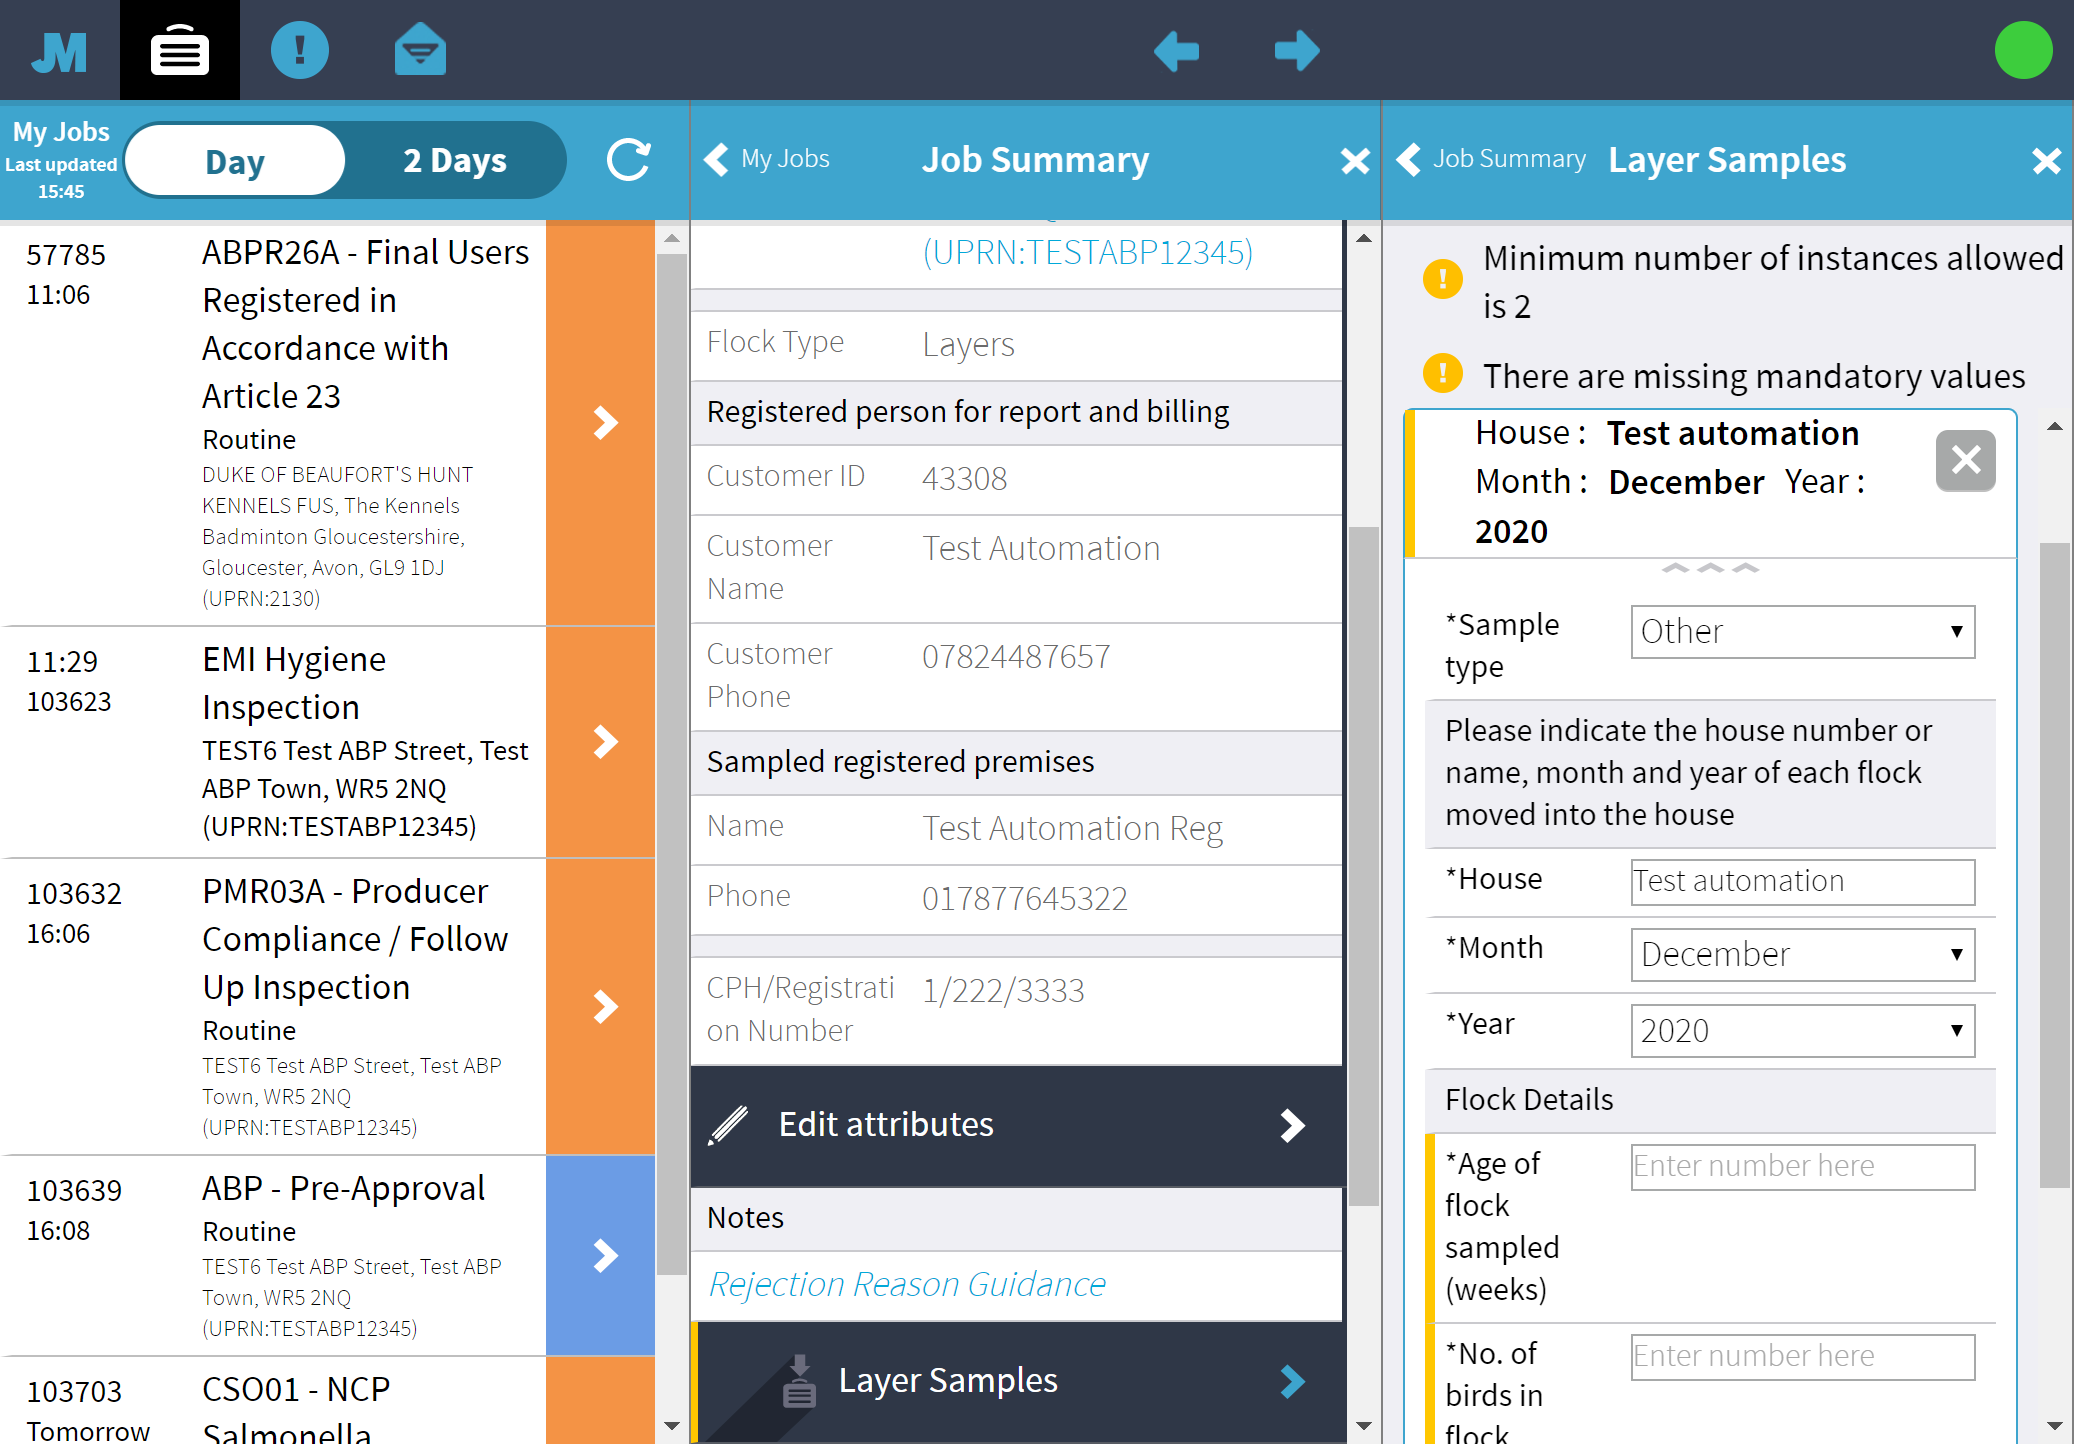 JM
My Jobs
Last updated
15:45
Day
2 Days
57785
11:06
ABPR26A - Final Users
Registered in
Accordance with
Article 23
Routine
DUKE OF BEAUFORT'S HUNT
KENNELS FUS, The Kennels
Badminton Gloucestershire,
Gloucester, Avon, GL9 1DJ
(UPRN:2130)
11:29
103623
EMI Hygiene
Inspection
TEST6 Test ABP Street, Test
ABP Town, WR5 2NQ
(UPRN:TESTABP12345)
103632
16:06
PMR03A - Producer
Compliance / Follow
Up Inspection
Routine
TEST6 Test ABP Street, Test ABP
Town, WR5 2NQ
(UPRN:TESTABP12345)
103639
16:08
ABP - Pre-Approval
Routine
TEST6 Test ABP Street, Test ABP
Town, WR5 2NQ
(UPRN:TESTABP12345)
103703
Tomorrow
CSO01 - NCP
Salmonella
My Jobs
Job Summary
(UPRN:TESTABP12345)
Flock Type
Layers
Registered person for report and billing
Customer ID
43308
Customer
Name
Test Automation
Customer
Phone
07824487657
Sampled registered premises
Name
Test Automation Reg
Phone
017877645322
CPH/Registrati
on Number
1/222/3333
Edit attributes
Notes
Rejection Reason Guidance
Layer Samples
Job Summary
Layer Samples
Minimum number of instances allowed
is 2
There are missing mandatory values
House : Test automation
Month : December Year :
2020
*Sample
type
Other
Please indicate the house number or
name, month and year of each flock
moved into the house
*House
Test automation
*Month
December
*Year
2020
Flock Details
*Age of
flock
sampled
(weeks)
Enter number here
*No. of
birds in
flock
Enter number here